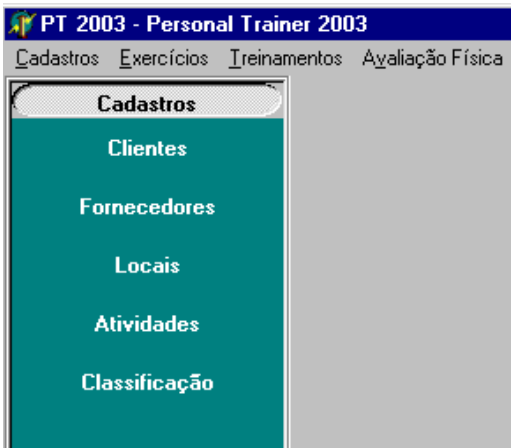 PT 2003 - Personal Trainer 2003
Cadastros Exercícios Treinamentos Avaliação Física
Cadastros
Clientes
Fornecedores
Locais
Atividades
Classificação